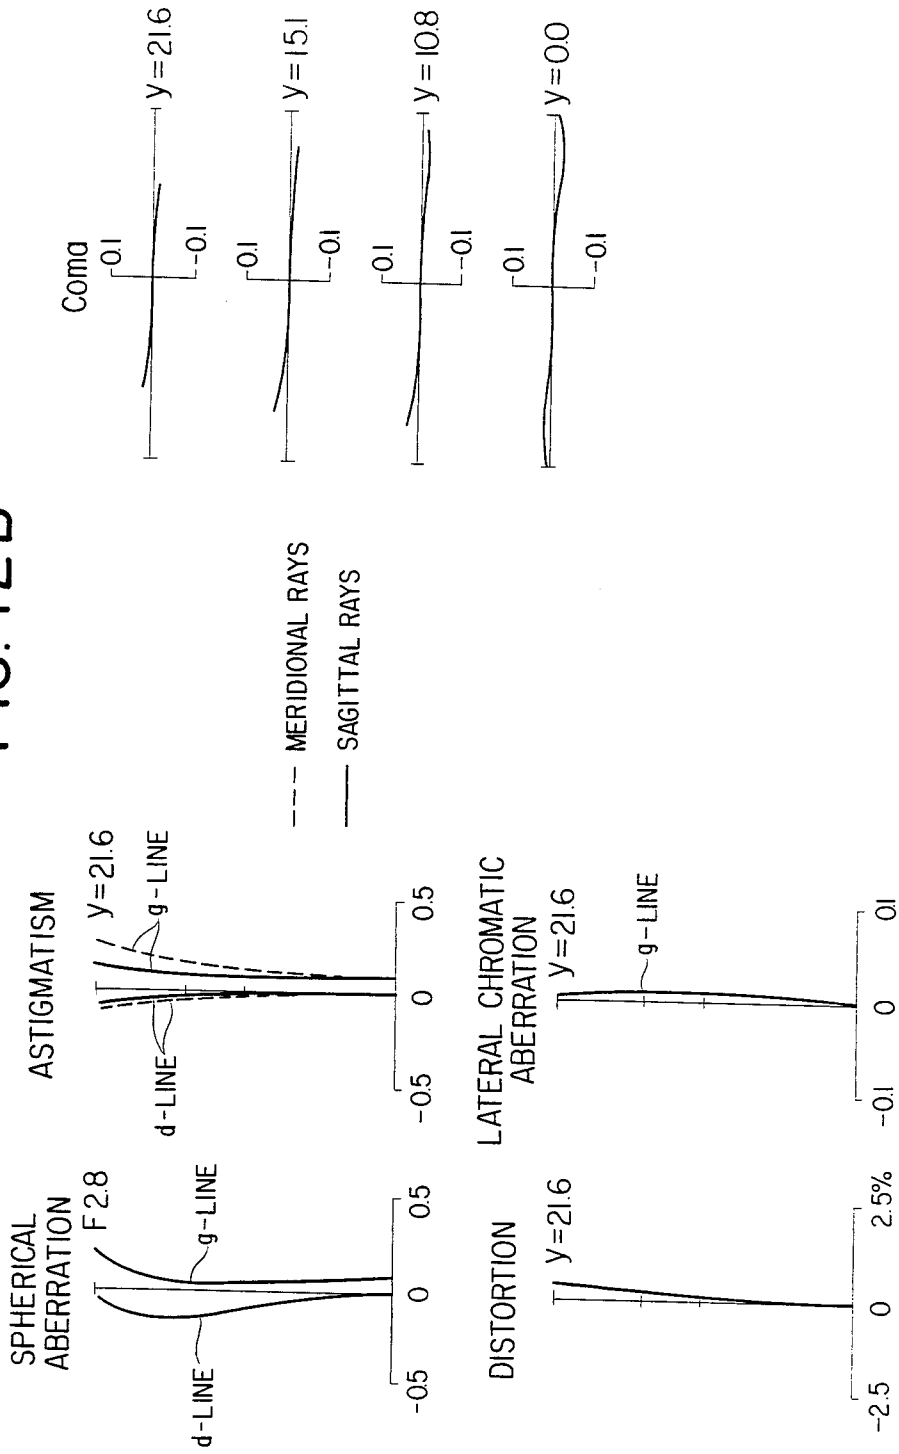 SPHERICAL
ABERRATION
F2.8
g-LINE
d-LINE
-0.5
0
0.5
ASTIGMATISM
y=21.6
g-LINE
d-LINE
-0.5
0
0.5
--- MERIDIONAL RAYS
— SAGITTAL RAYS
DISTORTION
y=21.6
-2.5
0
2.5%
LATERAL CHROMATIC
ABERRATION
y=21.6
g-LINE
-0.1
0
0.1
Coma
0.1
-0.1
y=21.6
0.1
-0.1
y=15.1
0.1
-0.1
y=10.8
0.1
-0.1
y=0.0